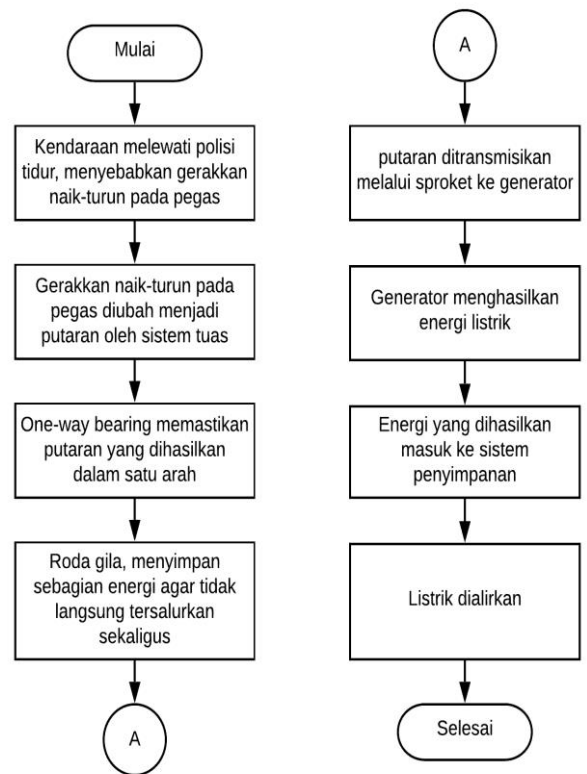 Mulai
Kendaraan melewati polisi
tidur, menyebabkan gerakkan
naik-turun pada pegas
Gerakkan naik-turun pada
pegas diubah menjadi
putaran oleh sistem tuas
One-way bearing memastikan
putaran yang dihasilkan
dalam satu arah
Roda gila, menyimpan
sebagian energi agar tidak
langsung tersalurkan
sekaligus
A
A
putaran ditransmisikan
melalui sproket ke generator
Generator menghasilkan
energi listrik
Energi yang dihasilkan
masuk ke sistem
penyimpanan
Listrik dialirkan
Selesai